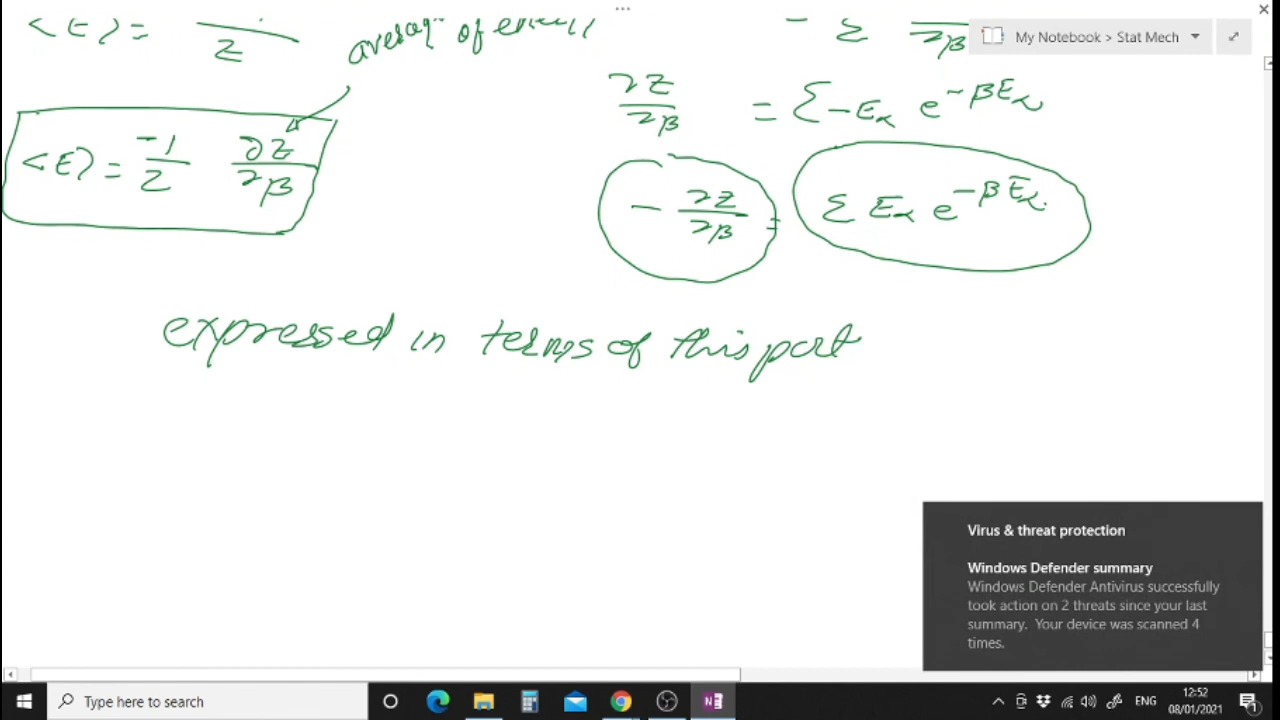 <E> =
Z
average of energy
- Σ
∂β
My Notebook > Stat Mech
∂Z/∂β = Σ -Eα e^-βEα
<E> = -1/Z ∂Z/∂β
- ∂Z/∂β = Σ Eα e^-βEα
expressed in terms of this part
Virus & threat protection
Windows Defender summary
Windows Defender Antivirus successfully
took action on 2 threats since your last
summary. Your device was scanned 4
times.
Type here to search
ENG
12:52
08/01/2021
1